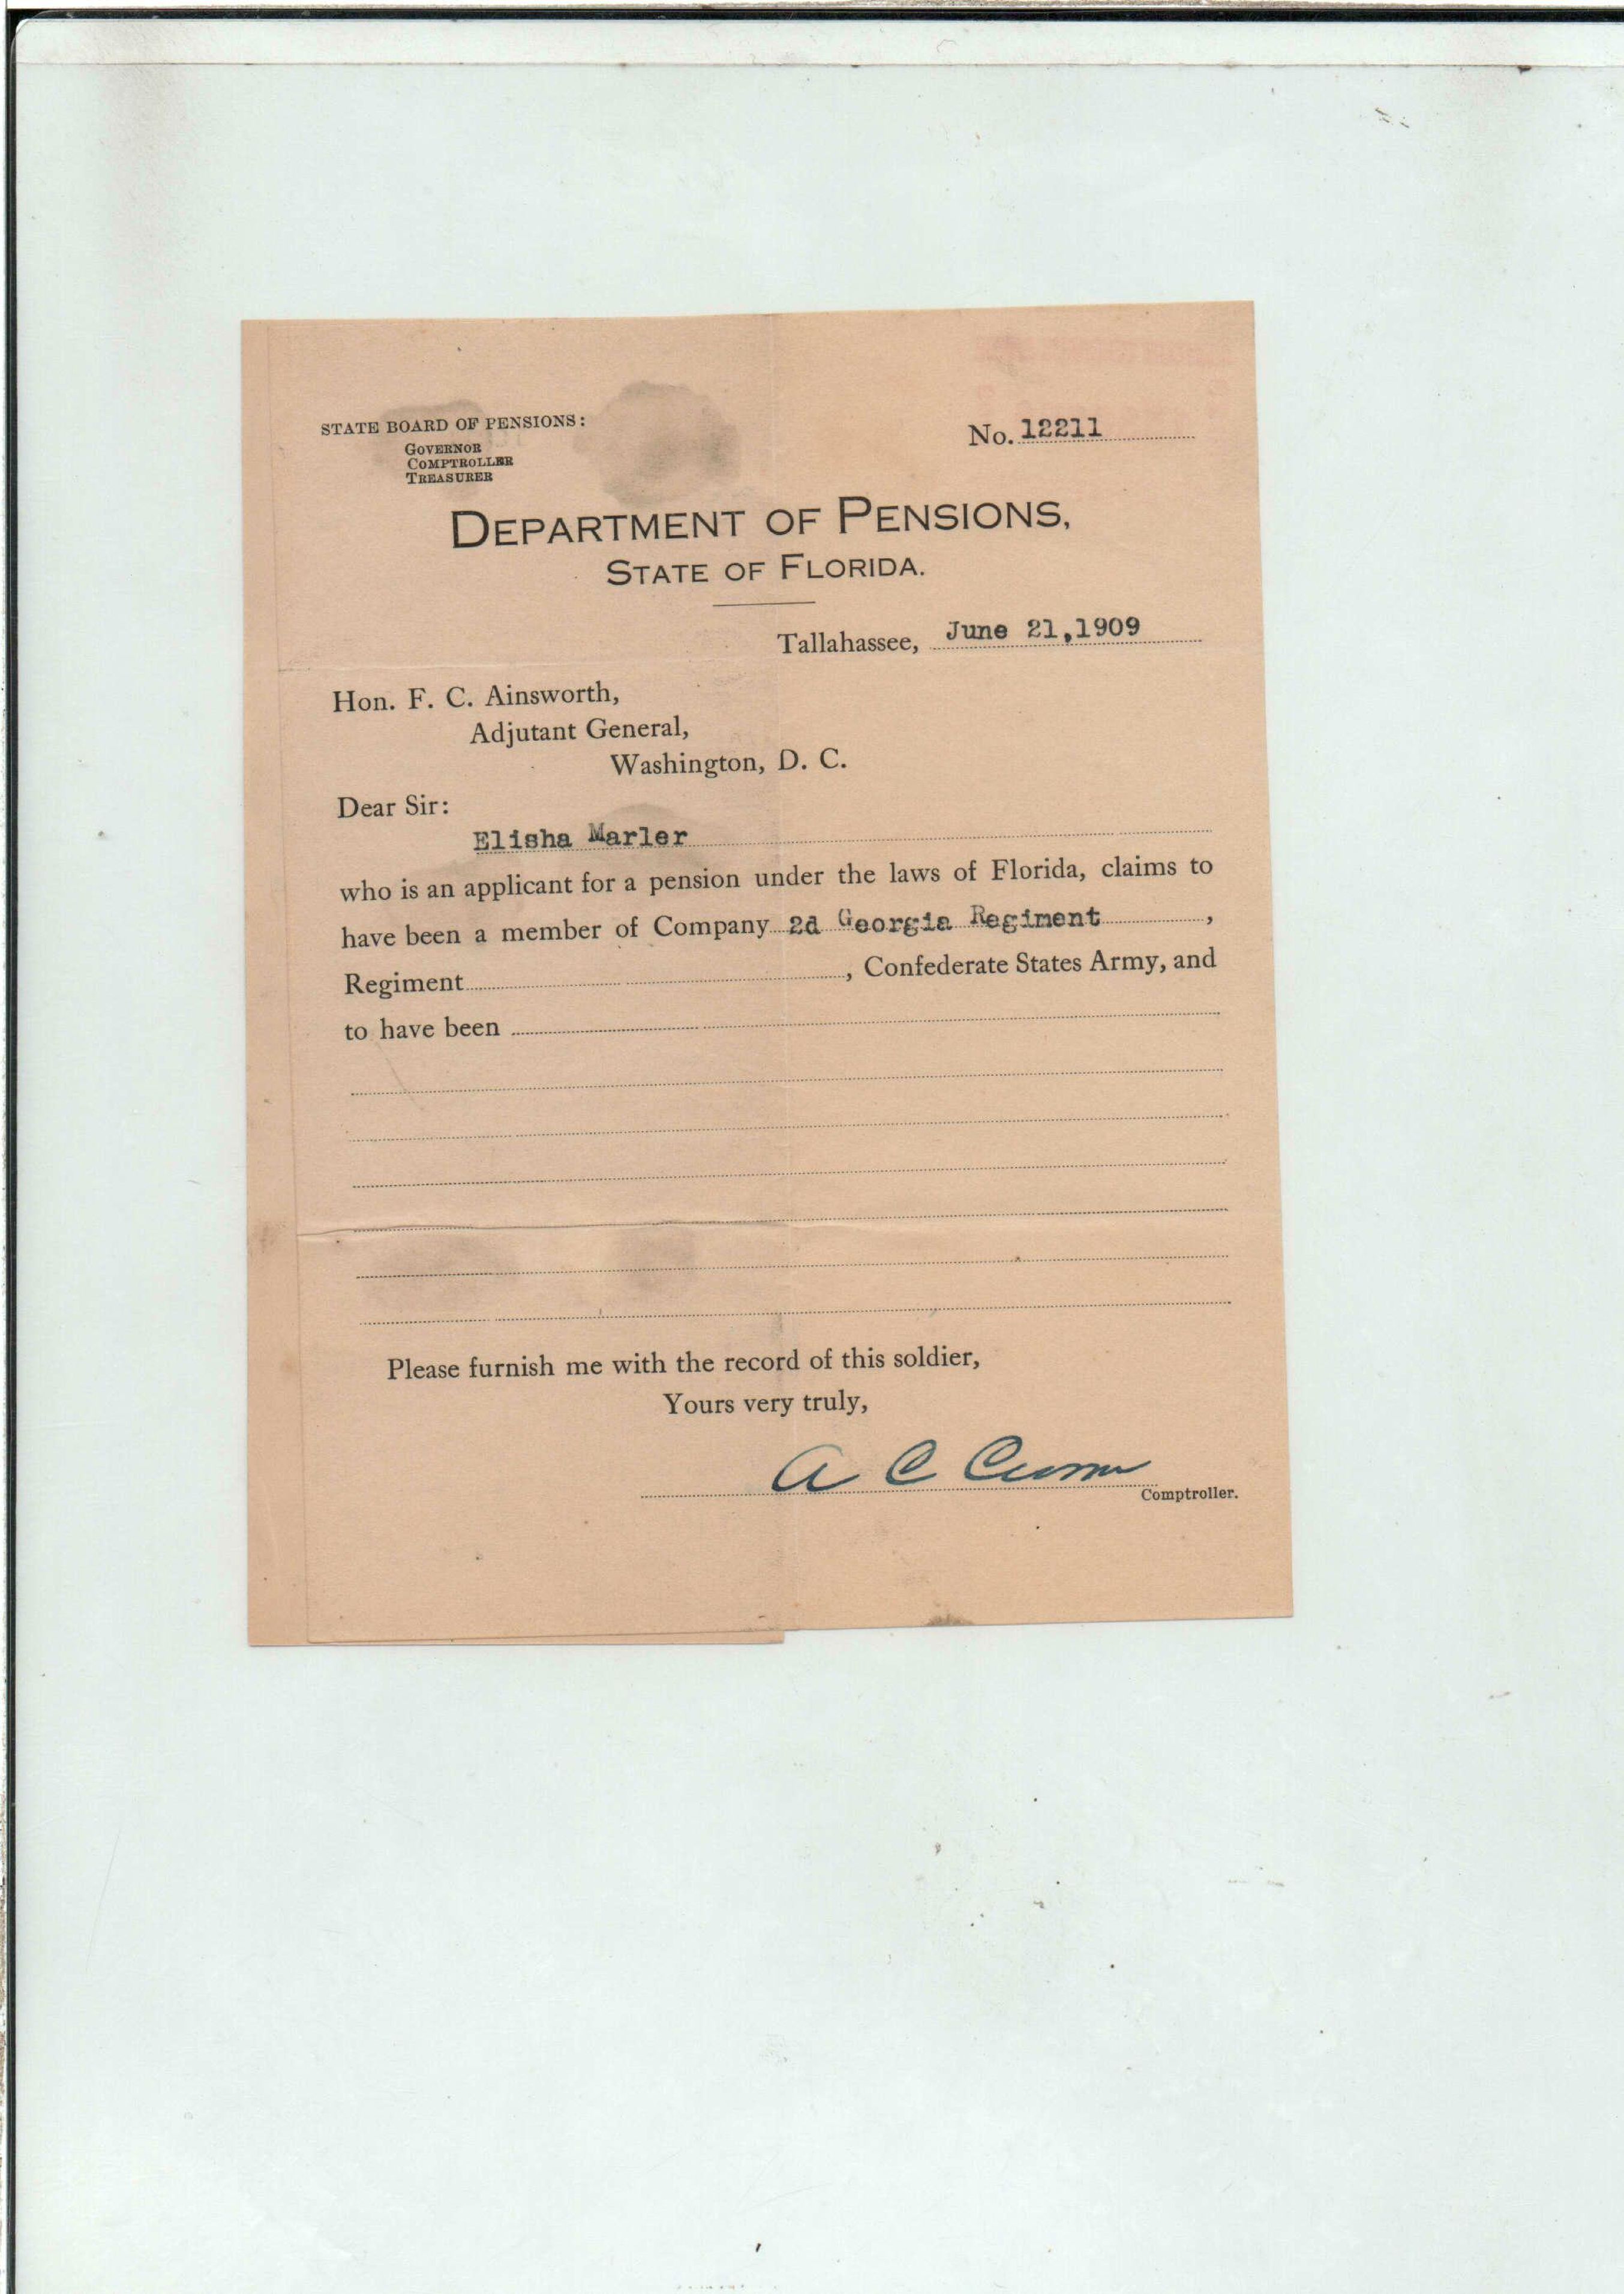 STATE BOARD OF PENSIONS:
GOVERNOR
COMPTROLLER
TREASURER
No. 12211
DEPARTMENT OF PENSIONS,
STATE OF FLORIDA.
Tallahassee, June 21,1909
Hon. F. C. Ainsworth,
Adjutant General,
Washington, D. C.
Dear Sir:
Elisha Marler
who is an applicant for a pension under the laws of Florida, claims to
have been a member of Company 2d Georgia Regiment,
Regiment, Confederate States Army, and
to have been
Please furnish me with the record of this soldier,
Yours very truly,
A C
Comptroller.